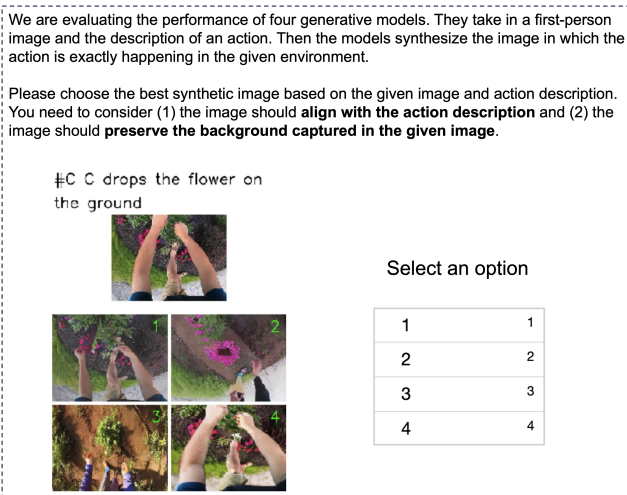 We are evaluating the performance of four generative models. They take in a first-person
image and the description of an action. Then the models synthesize the image in which the
action is exactly happening in the given environment.
Please choose the best synthetic image based on the given image and action description.
You need to consider (1) the image should align with the action description and (2) the
image should preserve the background captured in the given image.
#C C drops the flower on
the ground
Select an option
1 2
3 4
1 1
2 2
3 3
4 4